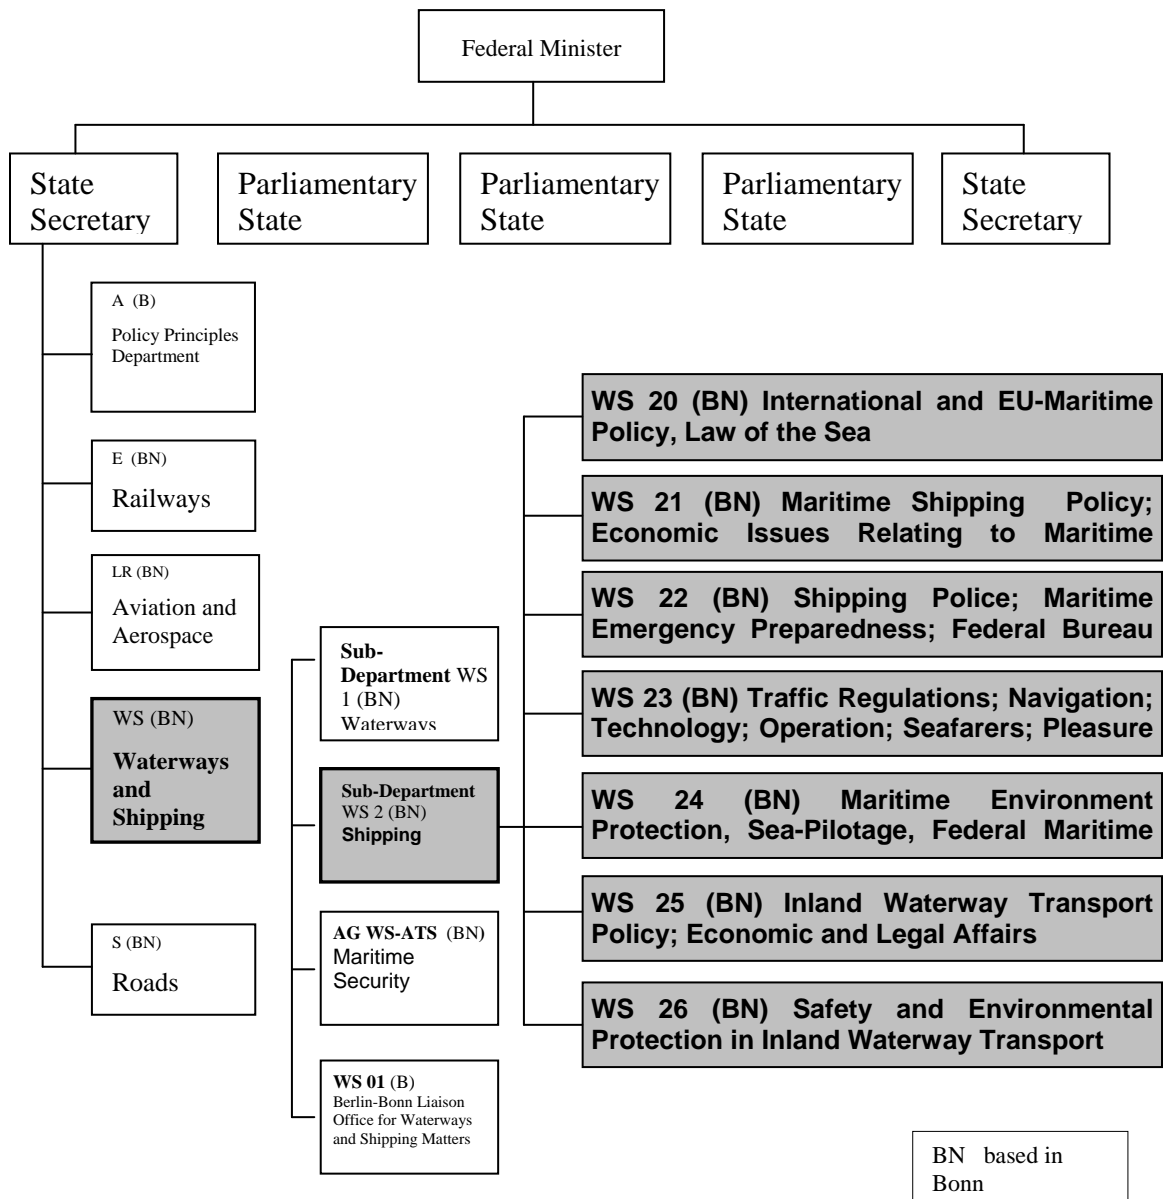 Federal Minister
State
Secretary
Parliamentary
State
Parliamentary
State
Parliamentary
State
State
Secretary
A (B)
Policy Principles
Department
E (BN)
Railways
LR (BN)
Aviation and
Aerospace
WS (BN)
Waterways
and
Shipping
S (BN)
Roads
Sub-
Department WS
1 (BN)
Waterways
Sub-Department
WS 2 (BN)
Shipping
AG WS-ATS (BN)
Maritime
Security
WS 01 (B)
Berlin-Bonn Liaison
Office for Waterways
and Shipping Matters
WS 20 (BN) International and EU-Maritime
Policy, Law of the Sea
WS 21 (BN) Maritime Shipping Policy;
Economic Issues Relating to Maritime
WS 22 (BN) Shipping Police; Maritime
Emergency Preparedness; Federal Bureau
WS 23 (BN) Traffic Regulations; Navigation;
Technology; Operation; Seafarers; Pleasure
WS 24 (BN) Maritime Environment
Protection, Sea-Pilotage, Federal Maritime
WS 25 (BN) Inland Waterway Transport
Policy; Economic and Legal Affairs
WS 26 (BN) Safety and Environmental
Protection in Inland Waterway Transport
BN based in
Bonn